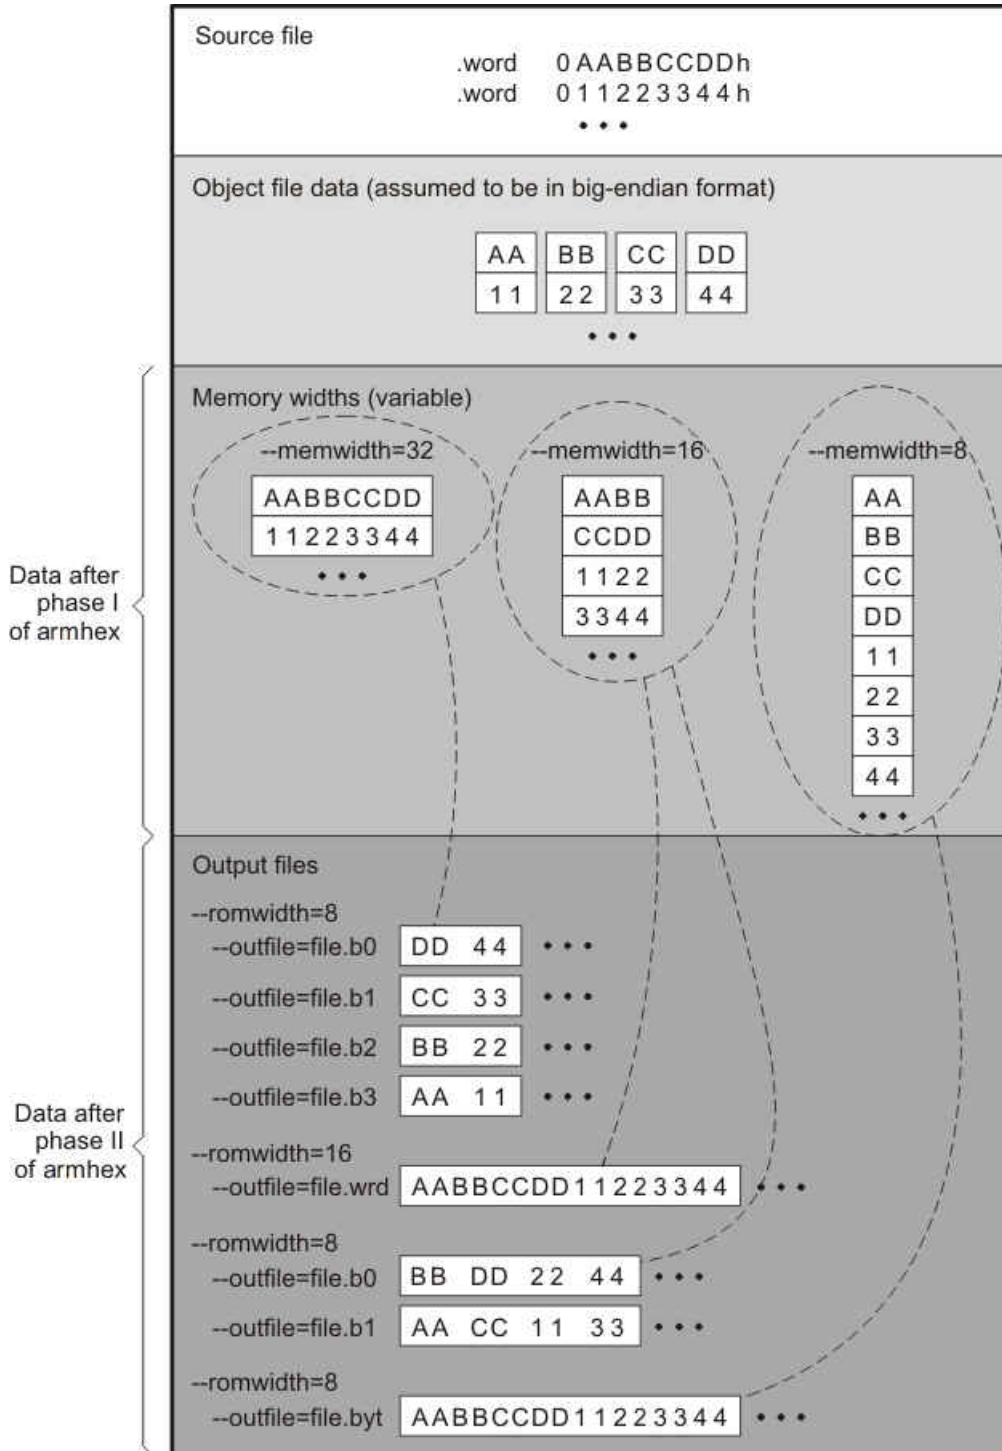 Source file
.word 0AABBCCDDh
.word 011223344h
• • •
Object file data (assumed to be in big-endian format)
AA BB CC DD
11 22 33 44
• • •
Memory widths (variable)
--memwidth=32
AABBCCDD
11223344
• • •
--memwidth=16
AABB
CCDD
1122
3344
• • •
--memwidth=8
AA
BB
CC
DD
11
22
33
44
• • •
Data after
phase I
of armhex
Output files
--romwidth=8
--outfile=file.b0 DD 44 • • •
--outfile=file.b1 CC 33 • • •
--outfile=file.b2 BB 22 • • •
--outfile=file.b3 AA 11 • • •
--romwidth=16
--outfile=file.wrd AABBCCDD11223344 • • •
--romwidth=8
--outfile=file.b0 BB DD 22 44 • • •
--outfile=file.b1 AA CC 11 33 • • •
--romwidth=8
--outfile=file.byt AABBCCDD11223344 • • •
Data after
phase II
of armhex